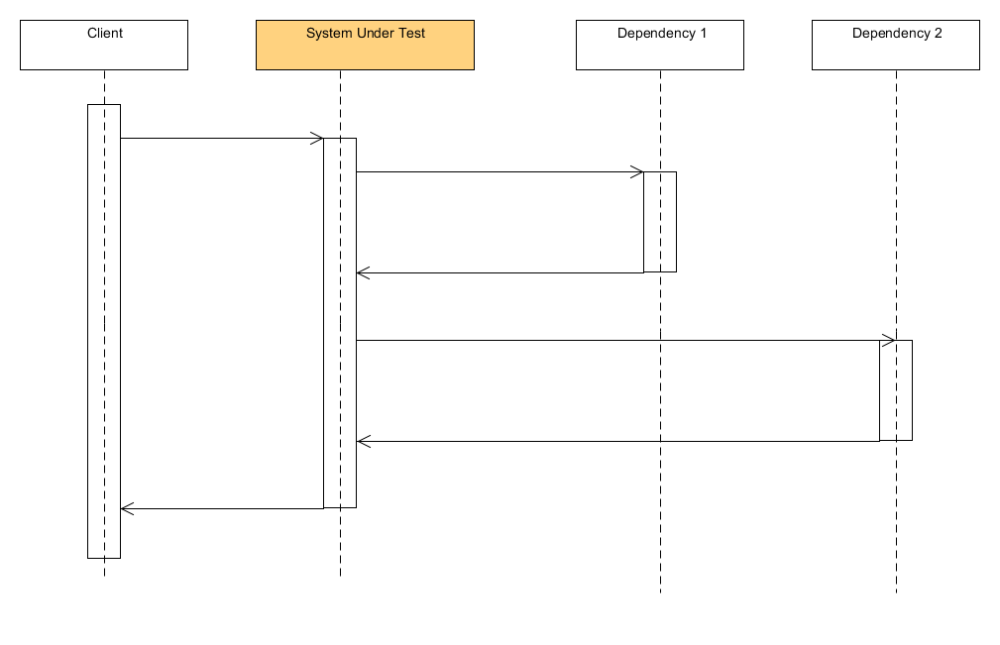 Client
System Under Test
Dependency 1
Dependency 2